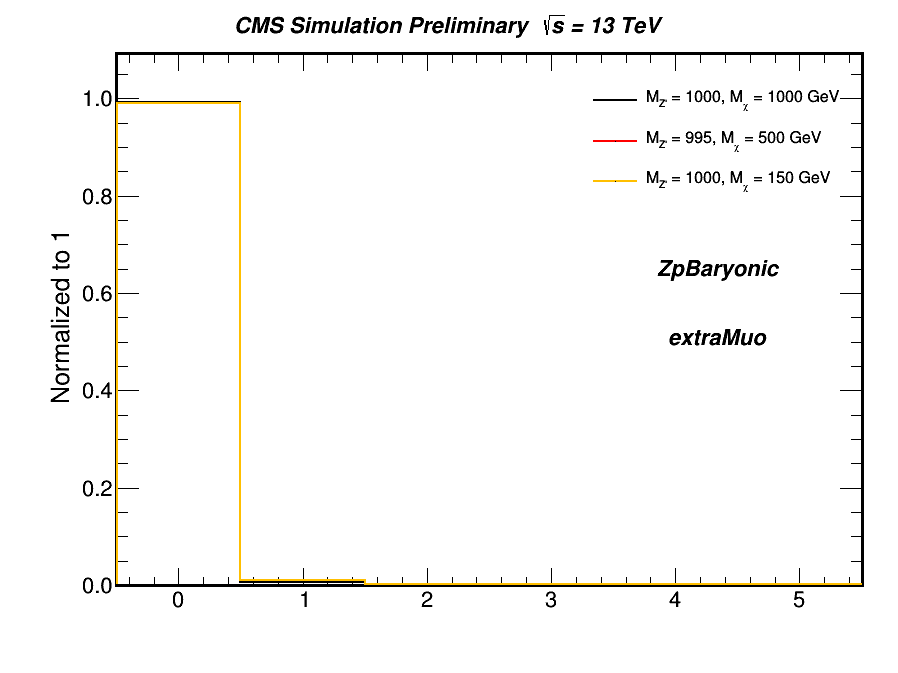 CMS Simulation Preliminary √s = 13 TeV
M_Z' = 1000, M_χ = 1000 GeV
M_Z' = 995, M_χ = 500 GeV
M_Z' = 1000, M_χ = 150 GeV
ZpBaryonic
extraMuo
Normalized to 1
1.0
0.8
0.6
0.4
0.2
0.0
0 1 2 3 4 5